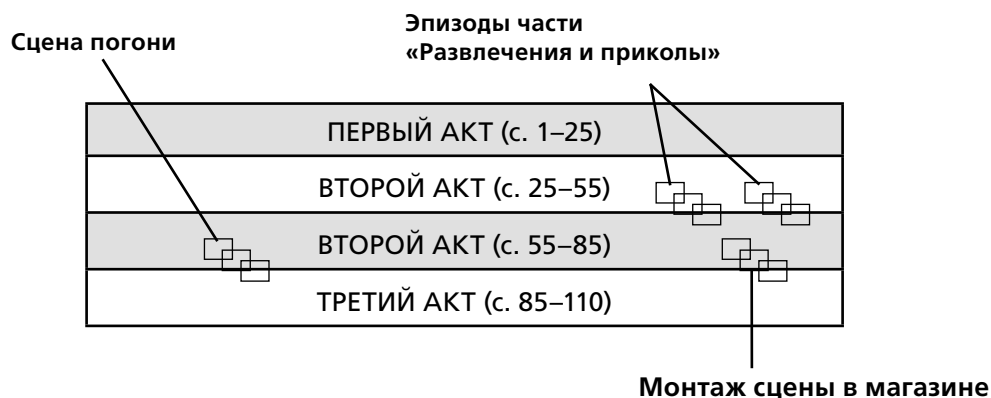 Эпизоды части
«Развлечения и приколы»
Сцена погони
ПЕРВЫЙ АКТ (с. 1–25)
ВТОРОЙ АКТ (с. 25–55)
ВТОРОЙ АКТ (с. 55–85)
ТРЕТИЙ АКТ (с. 85–110)
Монтаж сцены в магазине